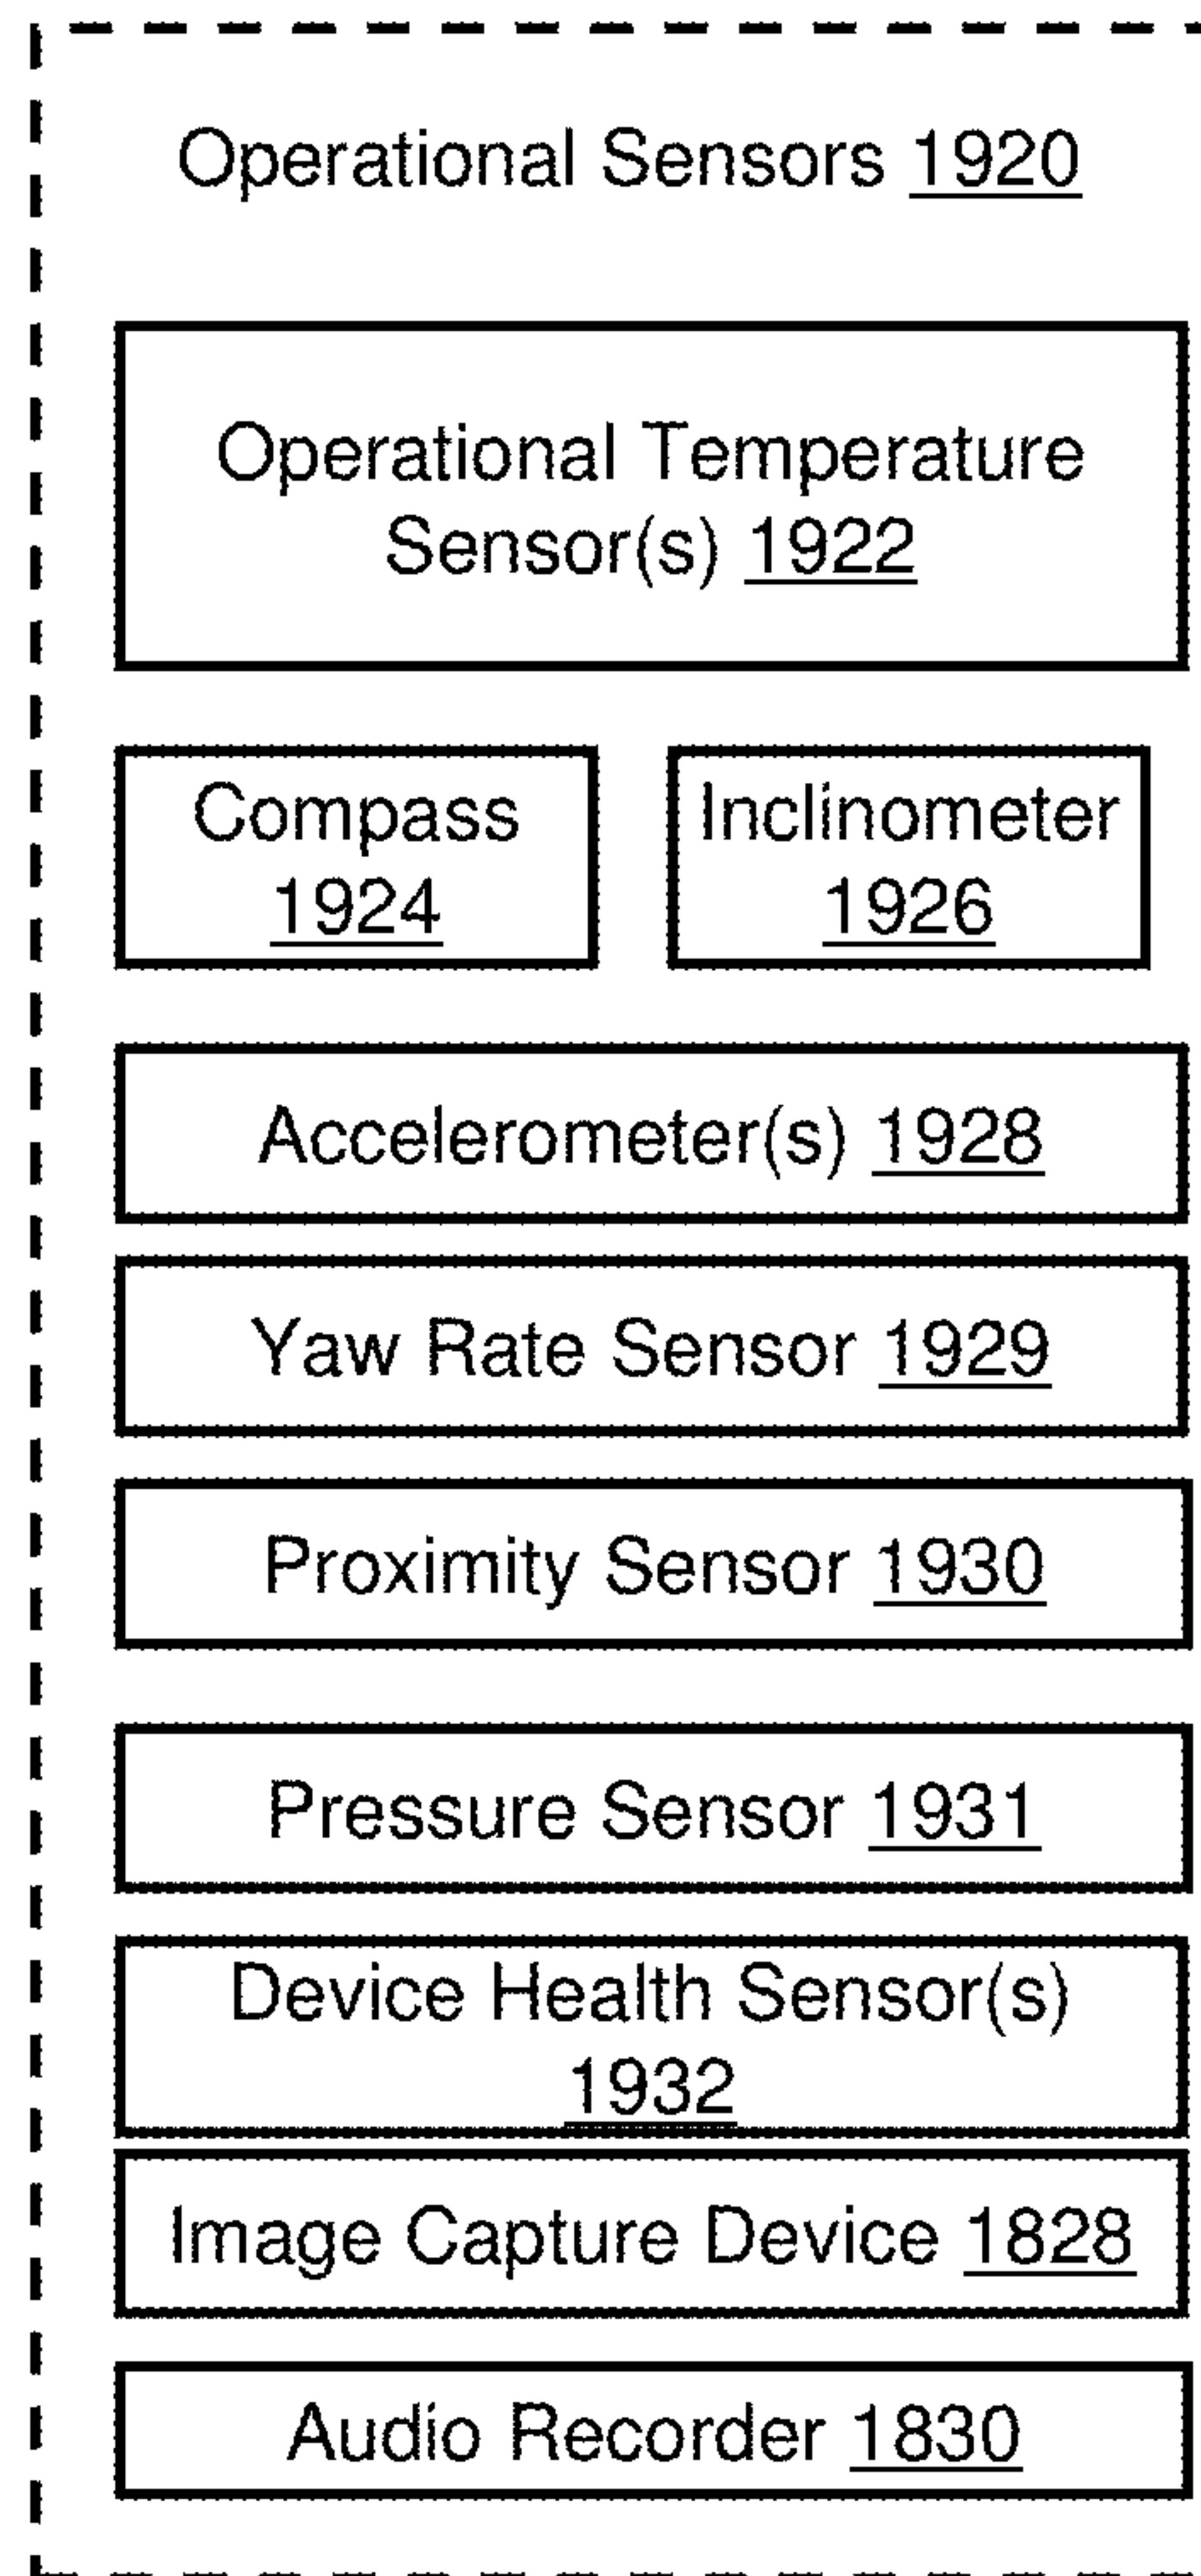 Operational Sensors 1920
Operational Temperature
Sensor(s) 1922
Compass
1924
Inclinometer
1926
Accelerometer(s) 1928
Yaw Rate Sensor 1929
Proximity Sensor 1930
Pressure Sensor 1931
Device Health Sensor(s)
1932
Image Capture Device 1828
Audio Recorder 1830